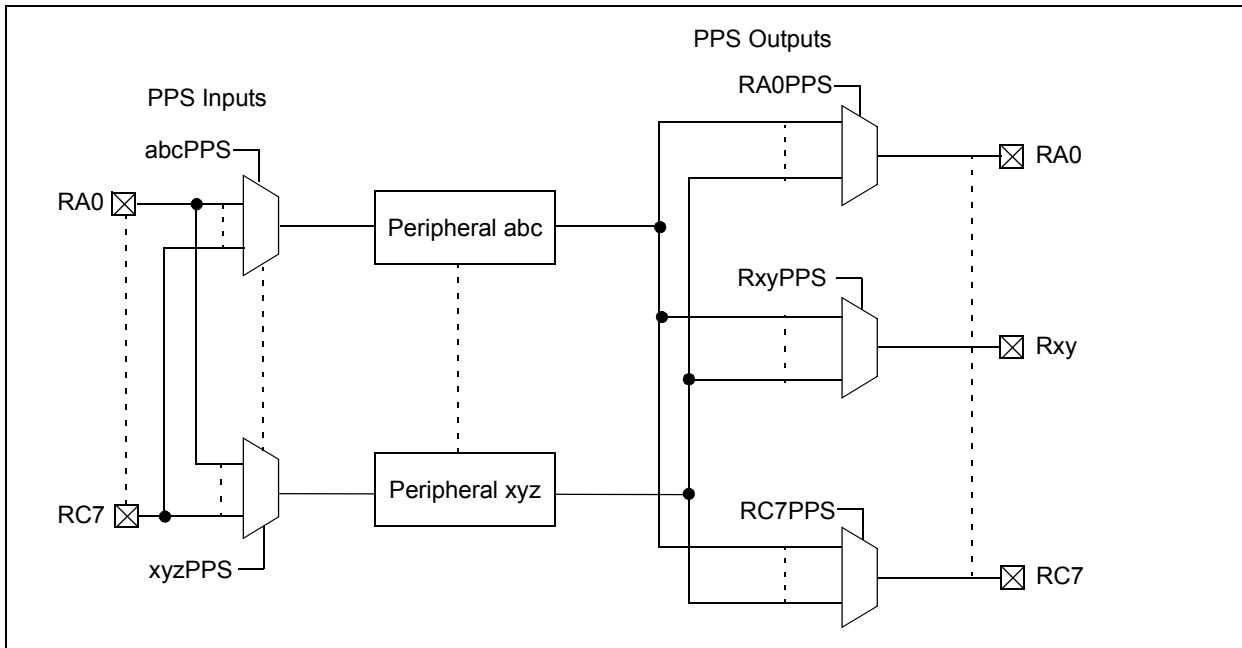 PPS Outputs
RA0PPS
PPS Inputs
abcPPS
RA0
RA0
Peripheral abc
RxyPPS
Rxy
Peripheral xyz
RC7
RC7PPS
xyzPPS
RC7